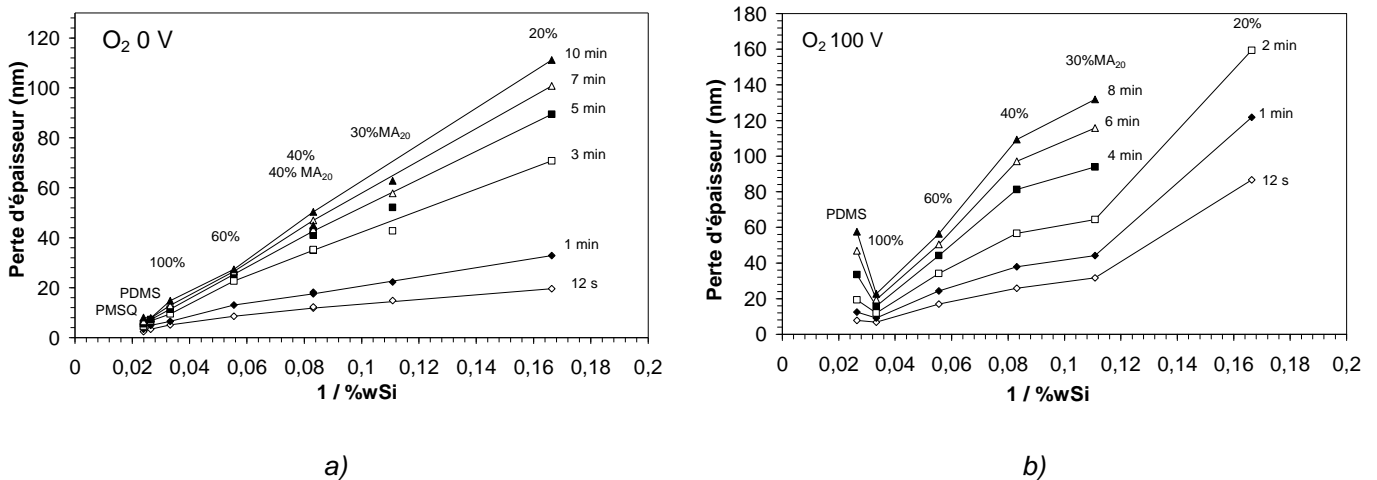 O₂ 0 V
Perte d'épaisseur (nm)
120
100
80
60
40
20
0
20%
10 min
7 min
5 min
3 min
1 min
12 s
30%MA₂₀
40%
40% MA₂₀
60%
100%
PDMS
PMSQ
0
0,02
0,04
0,06
0,08
0,1
0,12
0,14
0,16
0,18
0,2
1 / %wSi
a)
O₂ 100 V
Perte d'épaisseur (nm)
180
160
140
120
100
80
60
40
20
0
20%
2 min
1 min
12 s
30%MA₂₀
8 min
6 min
4 min
40%
60%
PDMS
100%
0
0,02
0,04
0,06
0,08
0,1
0,12
0,14
0,16
0,18
0,2
1 / %wSi
b)